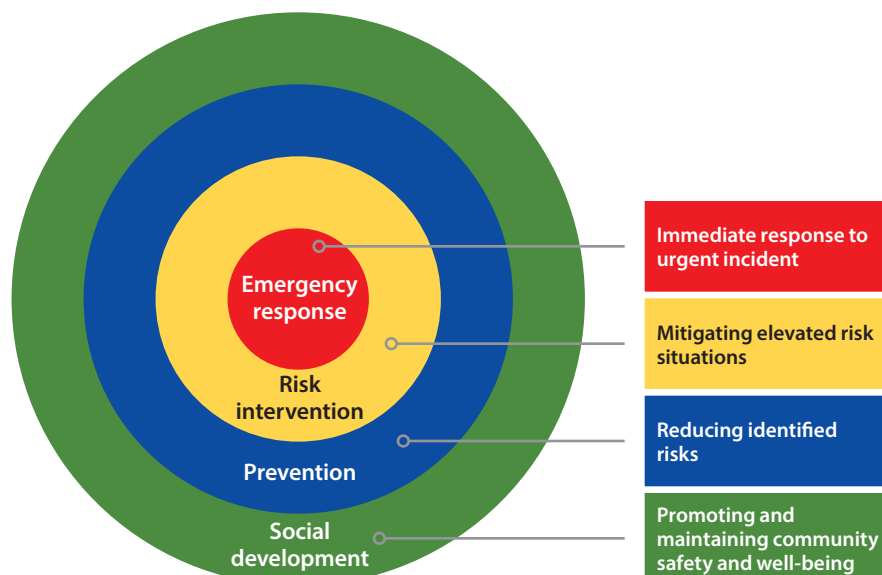 Emergency
response
Risk
intervention
Prevention
Social
development
Immediate response to
urgent incident
Mitigating elevated risk
situations
Reducing identified
risks
Promoting and
maintaining community
safety and well-being